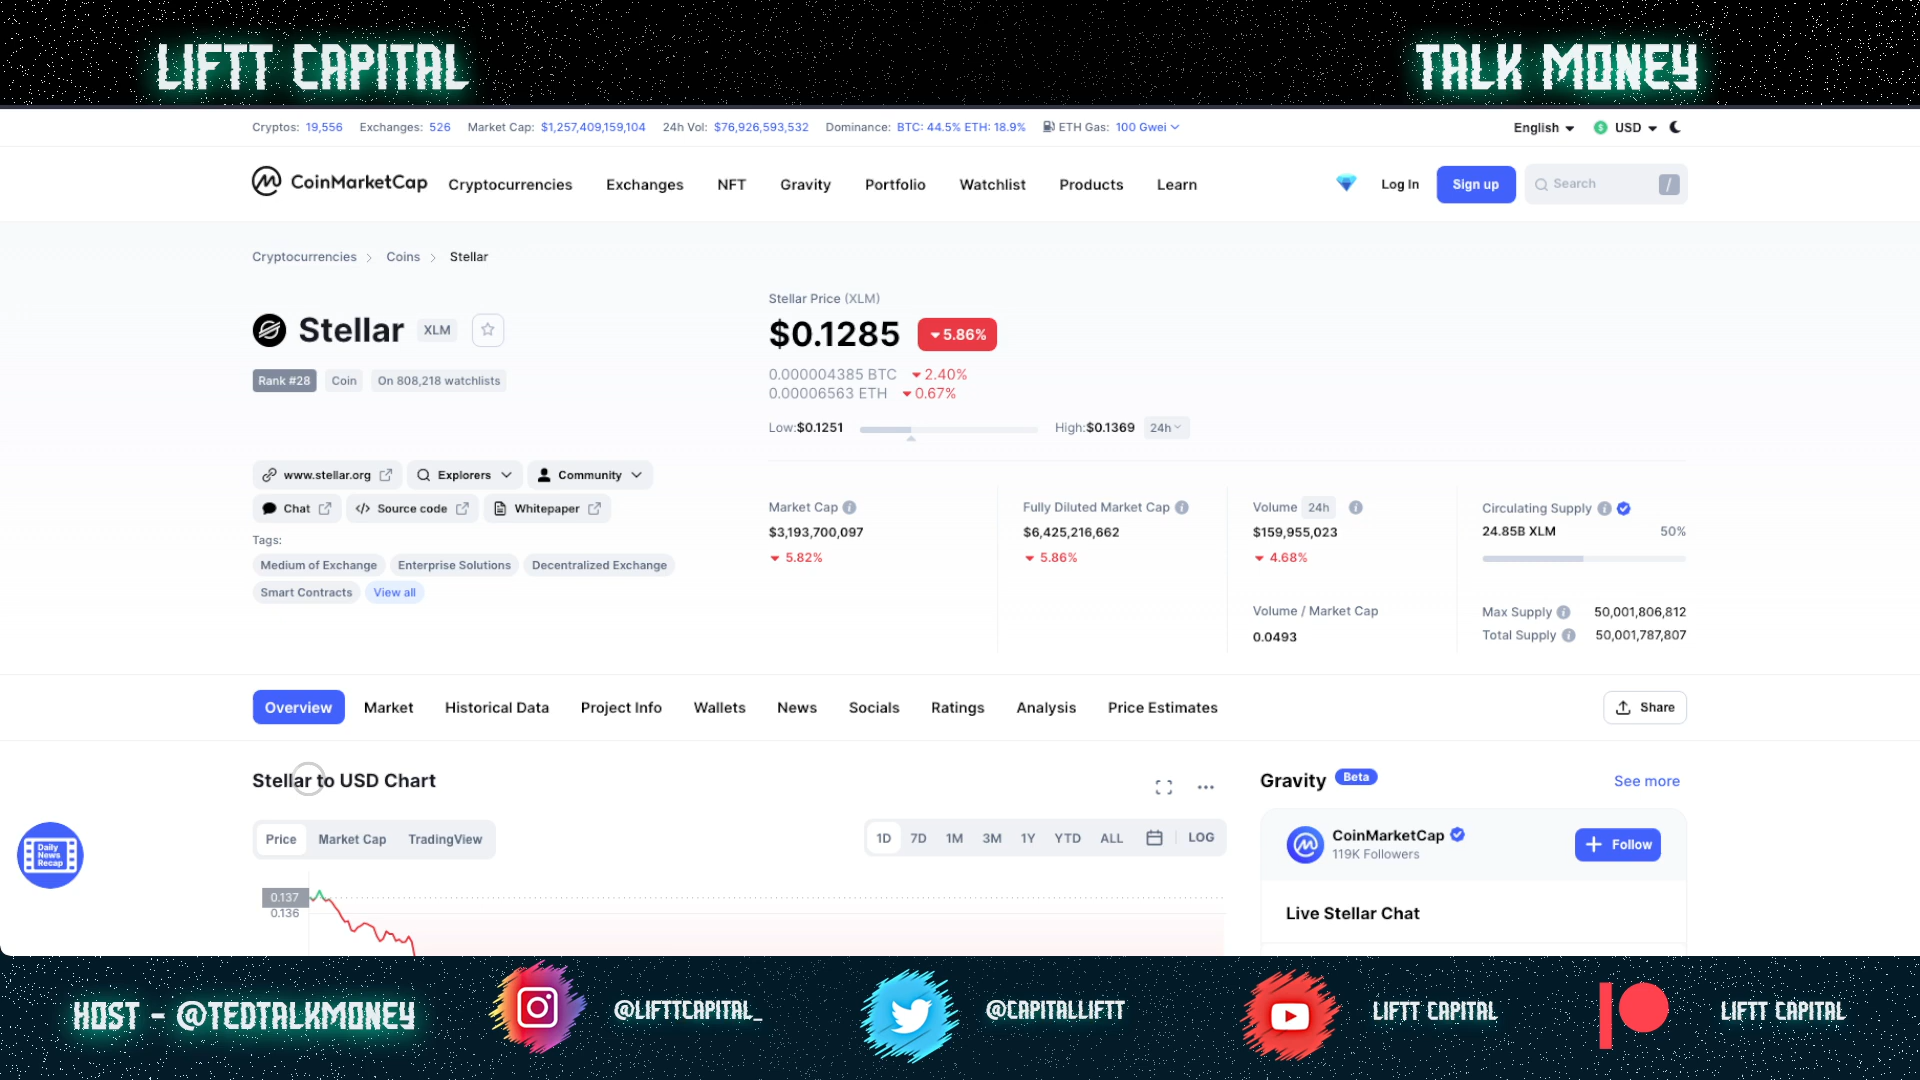 LIFTT CAPITAL
TALK MONEY
Cryptos: 19,556 Exchanges: 526 Market Cap: $1,257,409,159,104 24h Vol: $76,926,593,532 Dominance: BTC: 44.5% ETH: 18.9% ETH Gas: 100 Gwei
English USD
CoinMarketCap
Cryptocurrencies Exchanges NFT Gravity Portfolio Watchlist Products Learn
Log In Sign up Search /
Cryptocurrencies Coins Stellar
Stellar XLM
Rank #28 Coin On 808,218 watchlists
Stellar Price (XLM)
$0.1285 5.86%
0.000004385 BTC 2.40%
0.00006563 ETH 0.67%
Low:$0.1251 High:$0.1369 24h
www.stellar.org Explorers Community
Chat Source code Whitepaper
Tags:
Medium of Exchange Enterprise Solutions Decentralized Exchange
Smart Contracts View all
Market Cap
$3,193,700,097
5.82%
Fully Diluted Market Cap
$6,425,216,662
5.86%
Volume 24h
$159,955,023
4.68%
Volume / Market Cap
0.0493
Circulating Supply
24.85B XLM 50%
Max Supply 50,001,806,812
Total Supply 50,001,787,807
Overview Market Historical Data Project Info Wallets News Socials Ratings Analysis Price Estimates
Share
Stellar to USD Chart
Price Market Cap TradingView
1D 7D 1M 3M 1Y YTD ALL LOG
0.137
0.136
Gravity Beta See more
CoinMarketCap
119K Followers
Follow
Live Stellar Chat
Daily
News
Recap
HOST - @TEDTALKMONEY
@LIFTTCAPITAL_
@CAPITALLIFTT
LIFTT CAPITAL
LIFTT CAPITAL